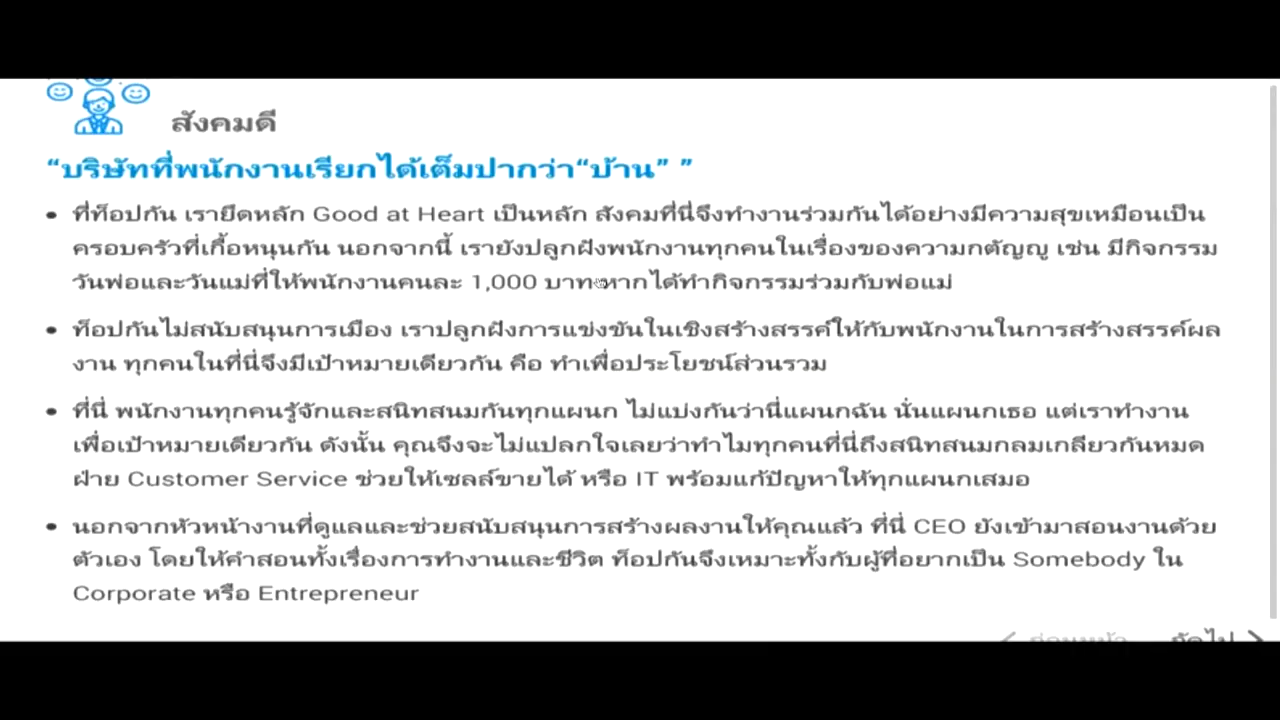 สังคมดี
“บริษัทที่พนักงานเรียกได้เต็มปากว่า“บ้าน” ”
• ที่ท็อปกัน เรายึดหลัก Good at Heart เป็นหลัก สังคมที่นี่จึงทำงานร่วมกันได้อย่างมีความสุขเหมือนเป็น
ครอบครัวที่เกื้อหนุนกัน นอกจากนี้ เรายังปลูกฝังพนักงานทุกคนในเรื่องของความกตัญญู เช่น มีกิจกรรม
วันพ่อและวันแม่ที่ให้พนักงานคนละ 1,000 บาท หากได้ทำกิจกรรมร่วมกับพ่อแม่
• ท็อปกันไม่สนับสนุนการเมือง เราปลูกฝังการแข่งขันในเชิงสร้างสรรค์ให้กับพนักงานในการสร้างสรรค์ผล
งาน ทุกคนในที่นี่จึงมีเป้าหมายเดียวกัน คือ ทำเพื่อประโยชน์ส่วนรวม
• ที่นี่ พนักงานทุกคนรู้จักและสนิทสนมกันทุกแผนก ไม่แบ่งกันว่านี่แผนกฉัน นั่นแผนกเธอ แต่เราทำงาน
เพื่อเป้าหมายเดียวกัน ดังนั้น คุณจึงจะไม่แปลกใจเลยว่าทำไมทุกคนที่นี่ถึงสนิทสนมกลมเกลียวกันหมด
ฝ่าย Customer Service ช่วยให้เซลล์ขายได้ หรือ IT พร้อมแก้ปัญหาให้ทุกแผนกเสมอ
• นอกจากหัวหน้างานที่ดูแลและช่วยสนับสนุนการสร้างผลงานให้คุณแล้ว ที่นี่ CEO ยังเข้ามาสอนงานด้วย
ตัวเอง โดยให้คำสอนทั้งเรื่องการทำงานและชีวิต ท็อปกันจึงเหมาะทั้งกับผู้ที่อยากเป็น Somebody ใน
Corporate หรือ Entrepreneur